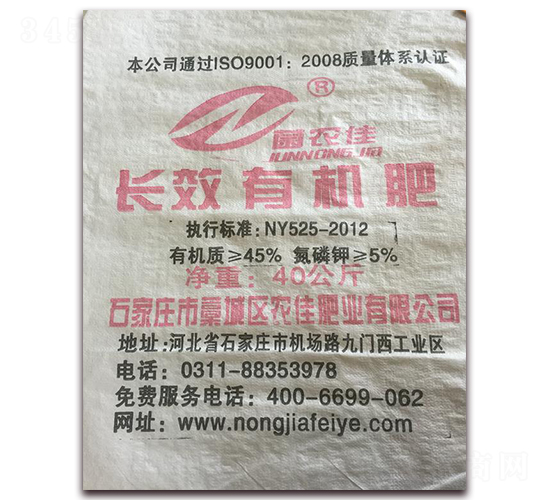 本公司通过ISO9001：2008质量体系认证
®
菌农佳
JUNNONGJIA
长效有机肥
执行标准：NY525-2012
有机质≥45% 氮磷钾≥5%
净重：40公斤
石家庄市藁城区农佳肥业有限公司
地址：河北省石家庄市机场路九门西工业区
电话：0311-88353978
免费服务电话：400-6699-062
网址：www.nongjiafeiye.com